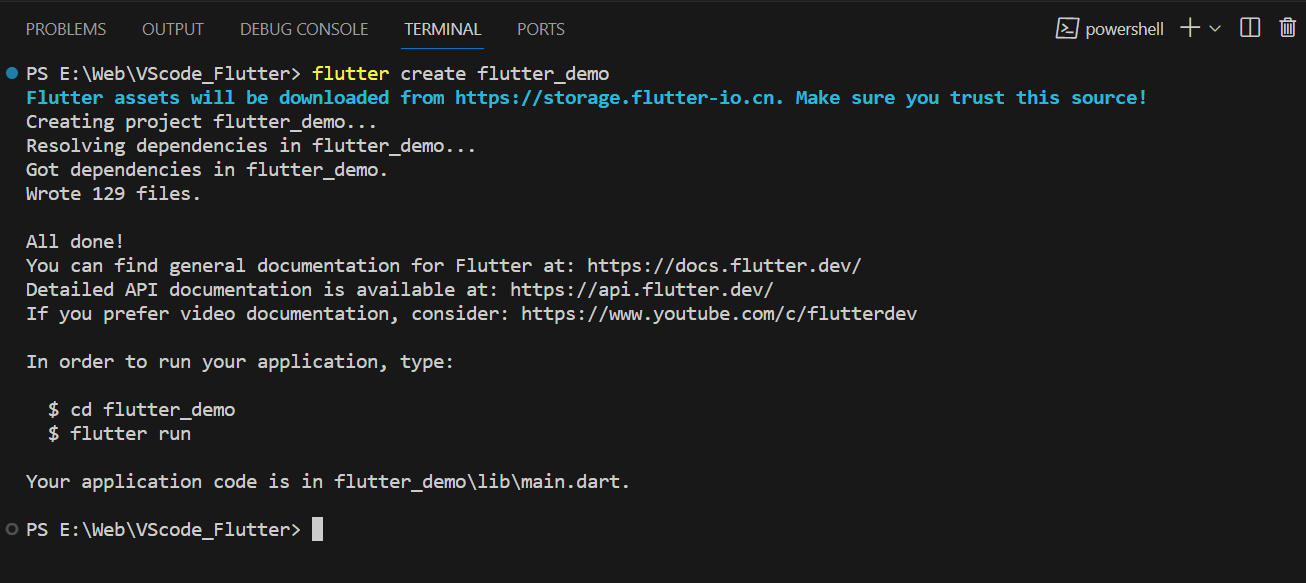 PROBLEMS OUTPUT DEBUG CONSOLE TERMINAL PORTS powershell
PS E:\Web\VScode_Flutter> flutter create flutter_demo
Flutter assets will be downloaded from https://storage.flutter-io.cn. Make sure you trust this source!
Creating project flutter_demo...
Resolving dependencies in flutter_demo...
Got dependencies in flutter_demo.
Wrote 129 files.
All done!
You can find general documentation for Flutter at: https://docs.flutter.dev/
Detailed API documentation is available at: https://api.flutter.dev/
If you prefer video documentation, consider: https://www.youtube.com/c/flutterdev
In order to run your application, type:
$ cd flutter_demo
$ flutter run
Your application code is in flutter_demo\lib\main.dart.
PS E:\Web\VScode_Flutter>